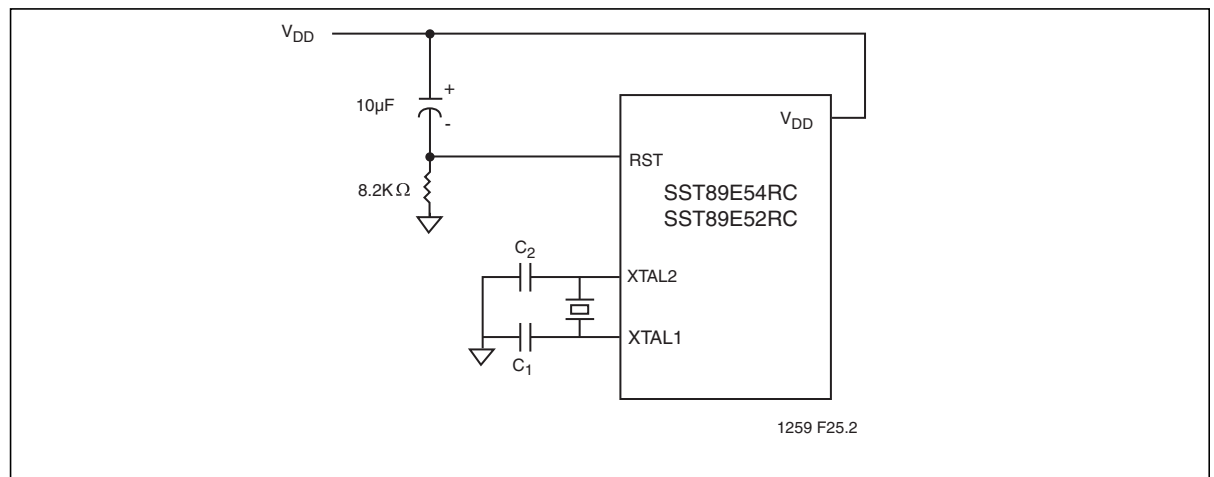 VDD
10µF
+
-
VDD
RST
8.2KΩ
SST89E54RC
SST89E52RC
C2
XTAL2
XTAL1
C1
1259 F25.2